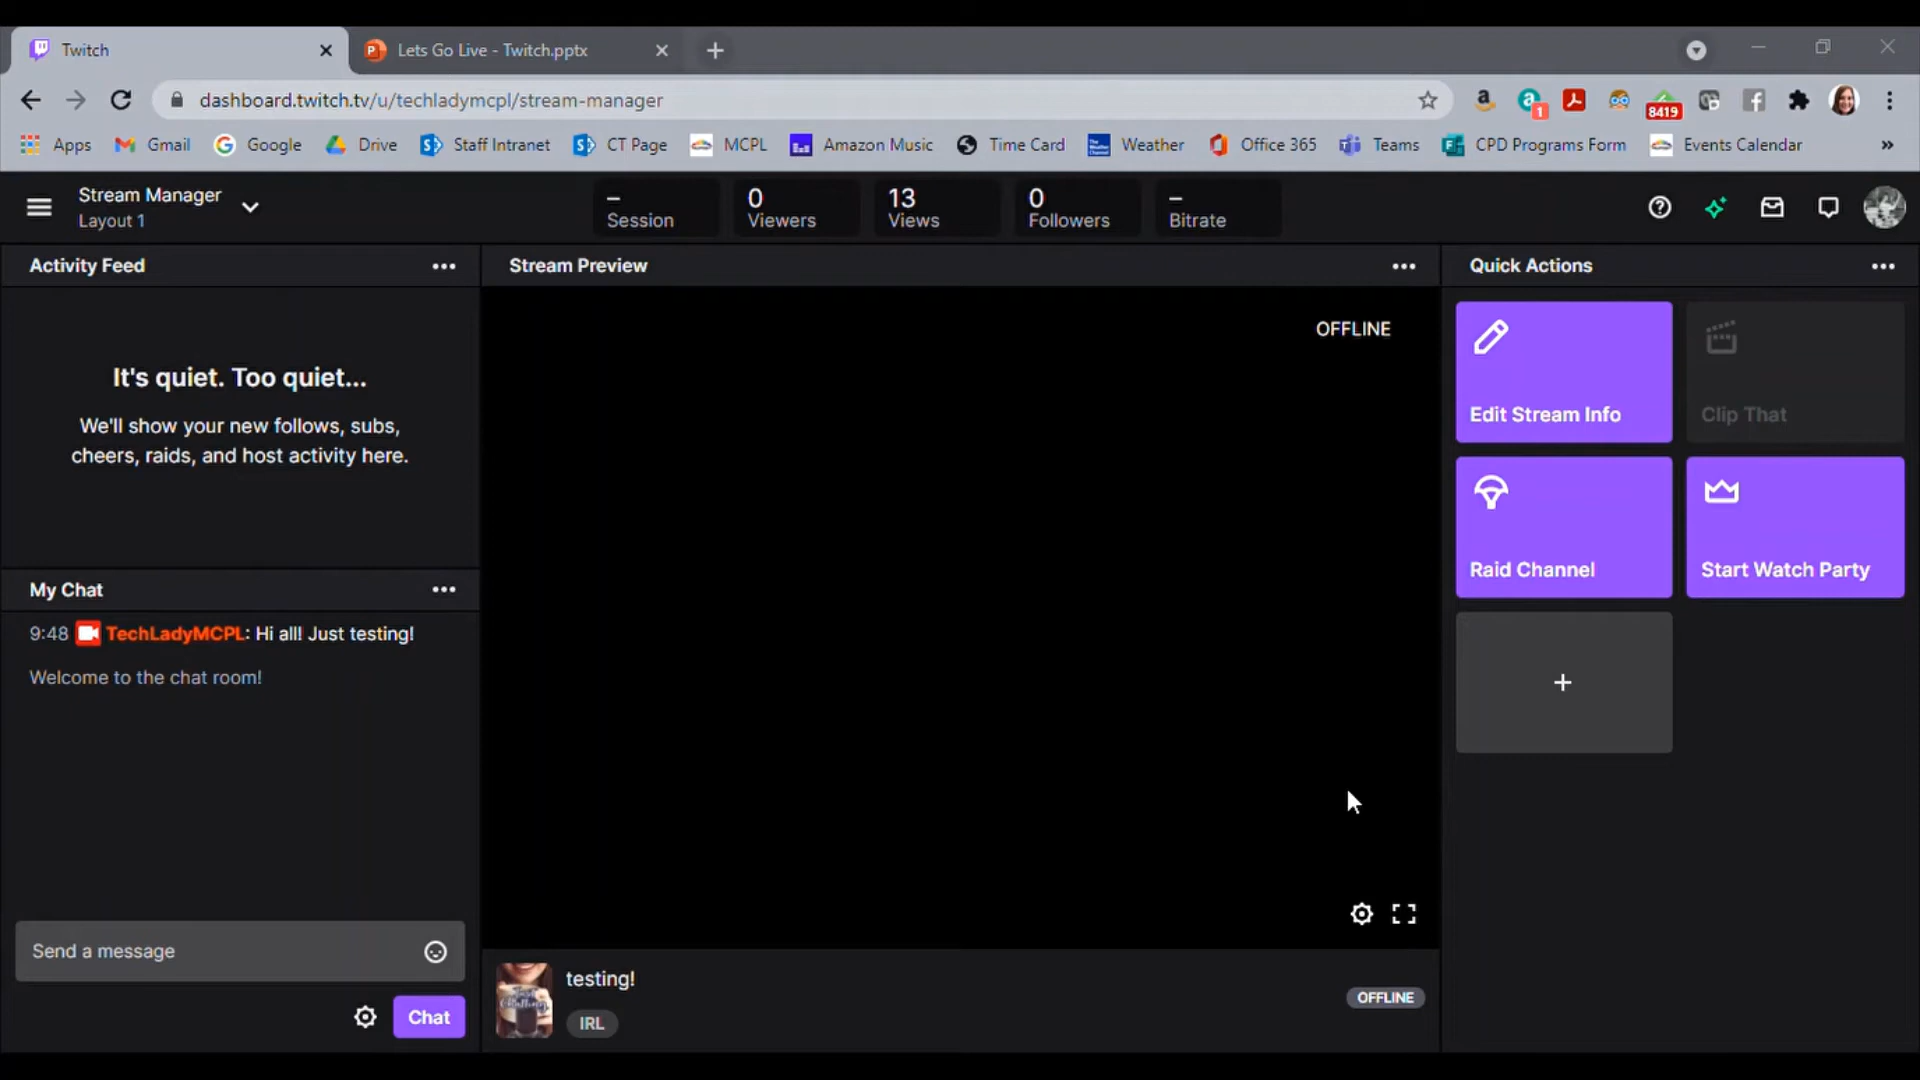 Twitch
Lets Go Live - Twitch.pptx
dashboard.twitch.tv/u/techladymcpl/stream-manager
1
8419
Apps
Gmail
Google
Drive
Staff Intranet
CT Page
MCPL
Amazon Music
Time Card
Weather
Office 365
Teams
CPD Programs Form
Events Calendar
»
Stream Manager
Layout 1
–
Session
0
Viewers
13
Views
0
Followers
–
Bitrate
Activity Feed
Stream Preview
Quick Actions
It's quiet. Too quiet...
We'll show your new follows, subs,
cheers, raids, and host activity here.
OFFLINE
Edit Stream Info
Clip That
Raid Channel
Start Watch Party
+
My Chat
9:48 TechLadyMCPL: Hi all! Just testing!
Welcome to the chat room!
Send a message
Chat
testing!
IRL
OFFLINE